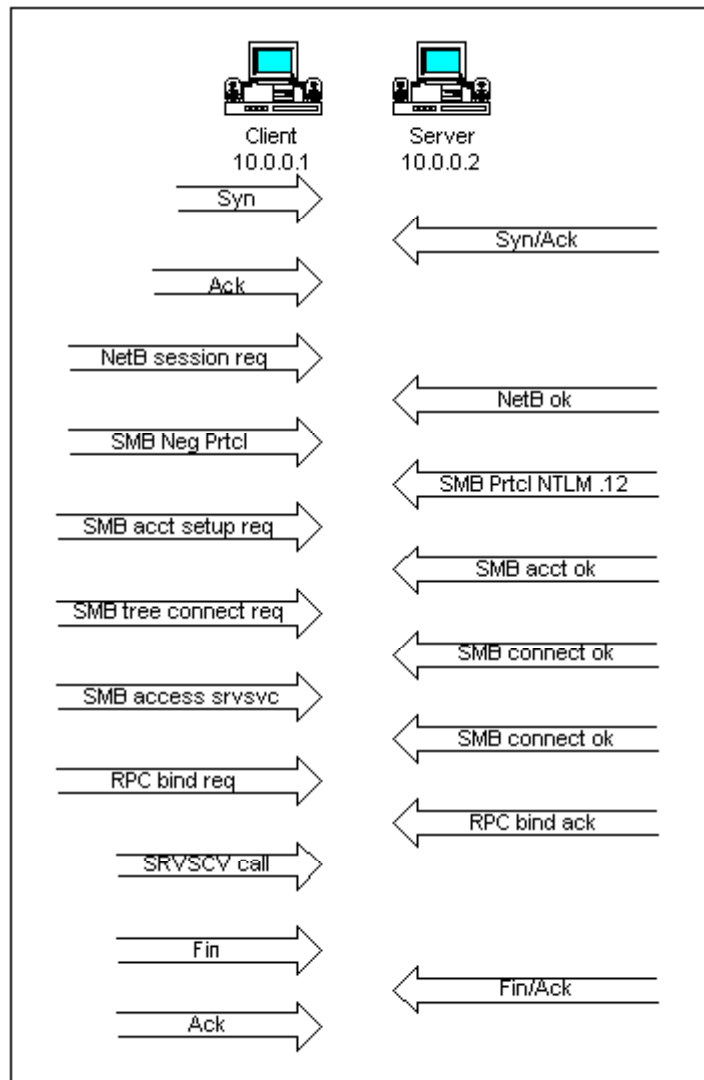 Client
10.0.0.1
Server
10.0.0.2
Syn
Syn/Ack
Ack
NetB session req
NetB ok
SMB Neg Prtcl
SMB Prtcl NTLM .12
SMB acct setup req
SMB acct ok
SMB tree connect req
SMB connect ok
SMB access srvsvc
SMB connect ok
RPC bind req
RPC bind ack
SRVSCV call
Fin
Fin/Ack
Ack